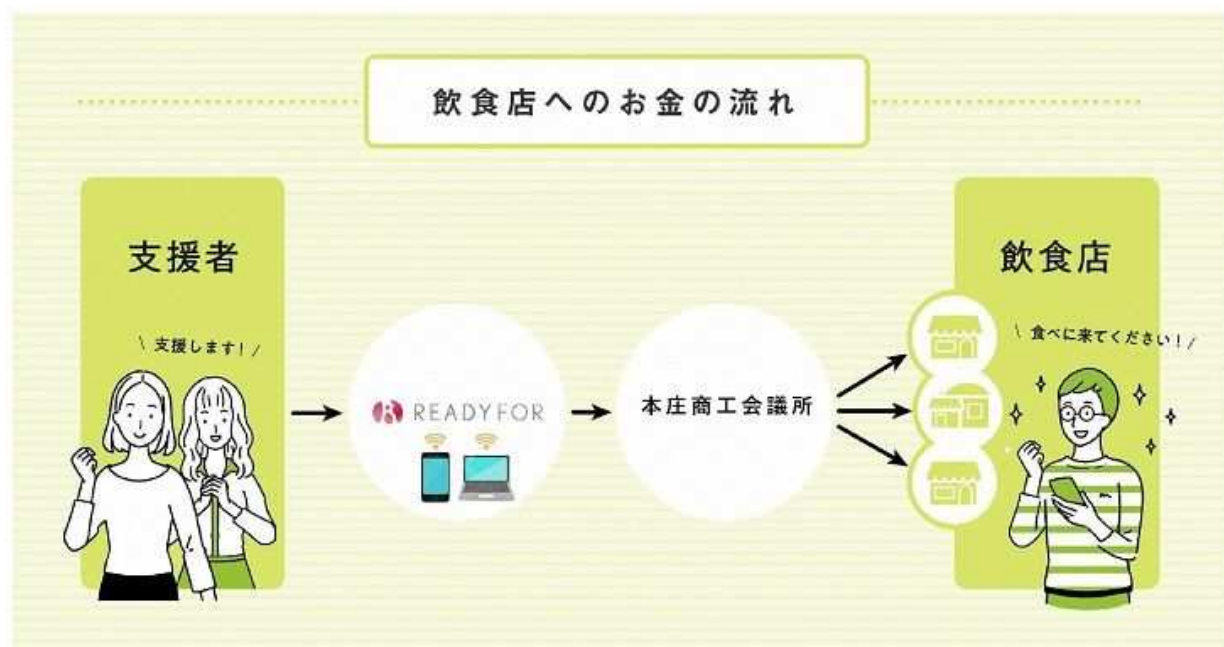 飲食店へのお金の流れ
支援者
\ 支援します! /
READYFOR
本庄商工会議所
飲食店
\ 食べに来てください! /